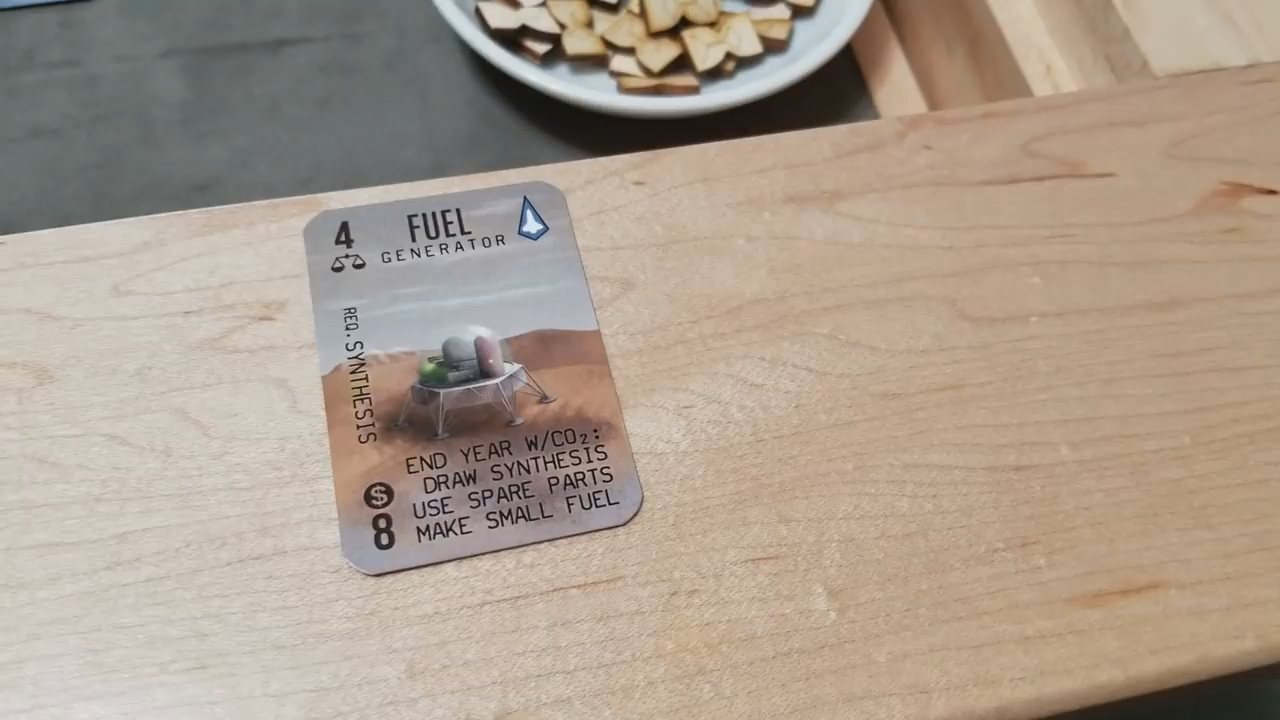 4
FUEL
GENERATOR
REQ. SYNTHESIS
END YEAR W/CO₂:
DRAW SYNTHESIS
USE SPARE PARTS
MAKE SMALL FUEL
$
8